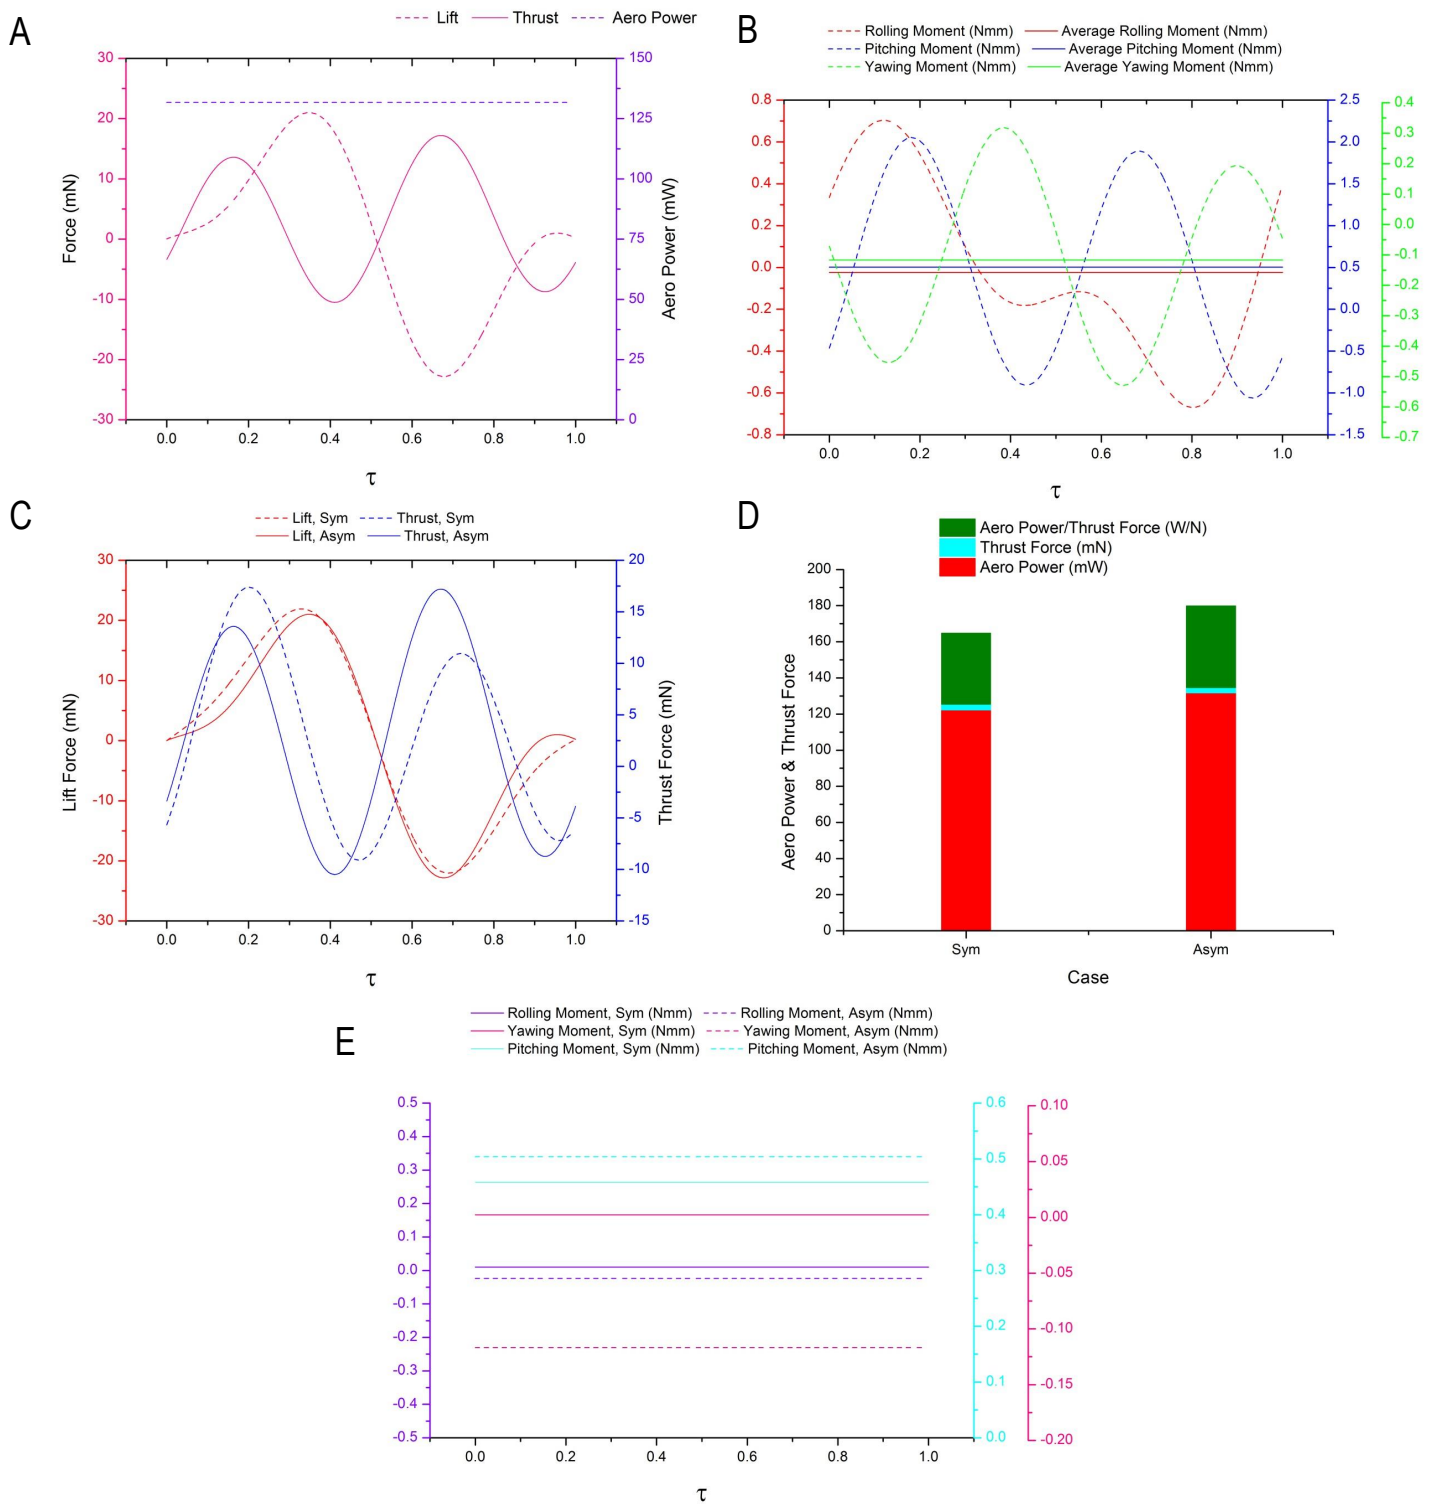 A
Lift Thrust Aero Power
30
20
10
0
-10
-20
-30
Force (mN)
150
125
100
75
50
25
0
Aero Power (mW)
0.0 0.2 0.4 0.6 0.8 1.0
τ
B
Rolling Moment (Nmm) Average Rolling Moment (Nmm)
Pitching Moment (Nmm) Average Pitching Moment (Nmm)
Yawing Moment (Nmm) Average Yawing Moment (Nmm)
0.8
0.6
0.4
0.2
0.0
-0.2
-0.4
-0.6
-0.8
2.5
2.0
1.5
1.0
0.5
0.0
-0.5
-1.0
-1.5
0.4
0.3
0.2
0.1
0.0
-0.1
-0.2
-0.3
-0.4
-0.5
-0.6
-0.7
0.0 0.2 0.4 0.6 0.8 1.0
τ
C
Lift, Sym Thrust, Sym
Lift, Asym Thrust, Asym
30
20
10
0
-10
-20
-30
Lift Force (mN)
20
15
10
5
0
-5
-10
-15
Thrust Force (mN)
0.0 0.2 0.4 0.6 0.8 1.0
τ
D
Aero Power/Thrust Force (W/N)
Thrust Force (mN)
Aero Power (mW)
200
180
160
140
120
100
80
60
40
20
0
Aero Power & Thrust Force
Sym Asym
Case
E
Rolling Moment, Sym (Nmm) Rolling Moment, Asym (Nmm)
Yawing Moment, Sym (Nmm) Yawing Moment, Asym (Nmm)
Pitching Moment, Sym (Nmm) Pitching Moment, Asym (Nmm)
0.5
0.4
0.3
0.2
0.1
0.0
-0.1
-0.2
-0.3
-0.4
-0.5
0.6
0.5
0.4
0.3
0.2
0.1
0.0
0.10
0.05
0.00
-0.05
-0.10
-0.15
-0.20
0.0 0.2 0.4 0.6 0.8 1.0
τ